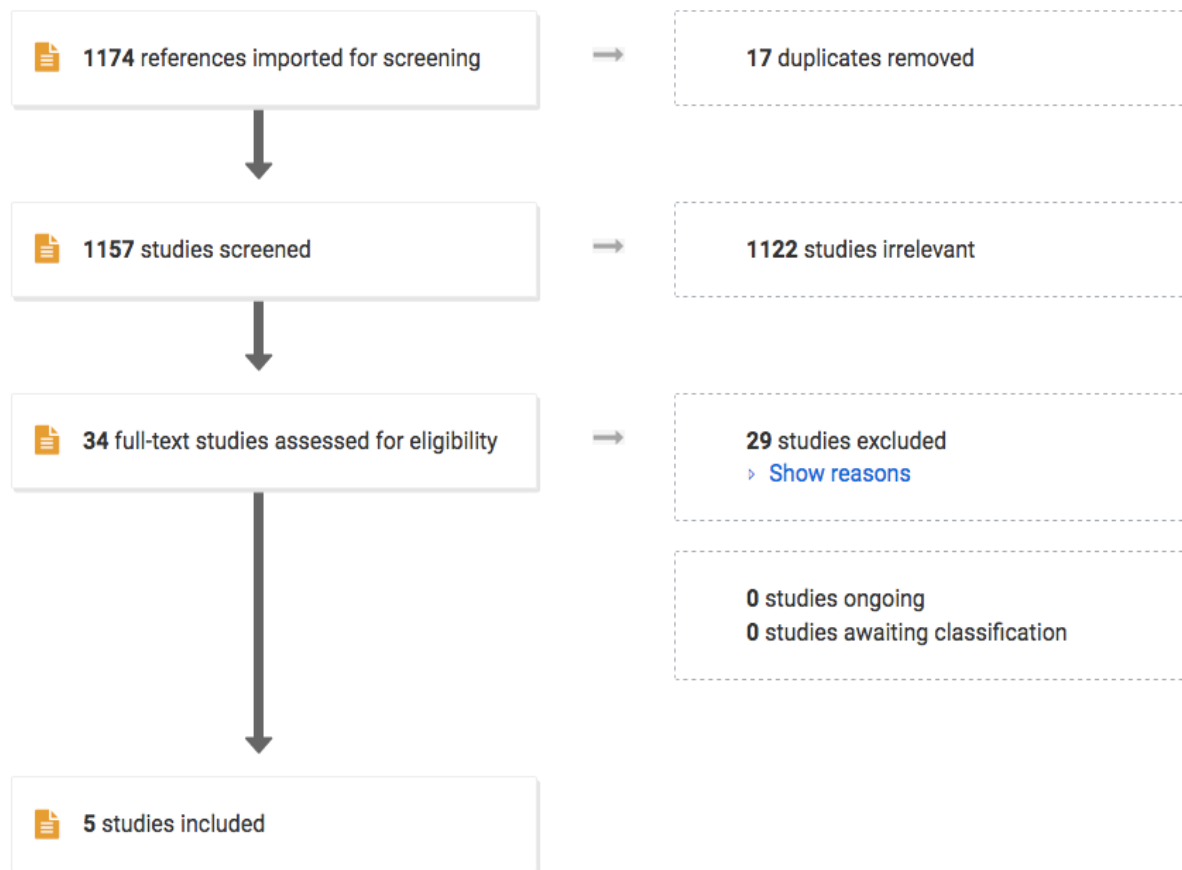 1174 references imported for screening
17 duplicates removed
1157 studies screened
1122 studies irrelevant
34 full-text studies assessed for eligibility
29 studies excluded
Show reasons
0 studies ongoing
0 studies awaiting classification
5 studies included